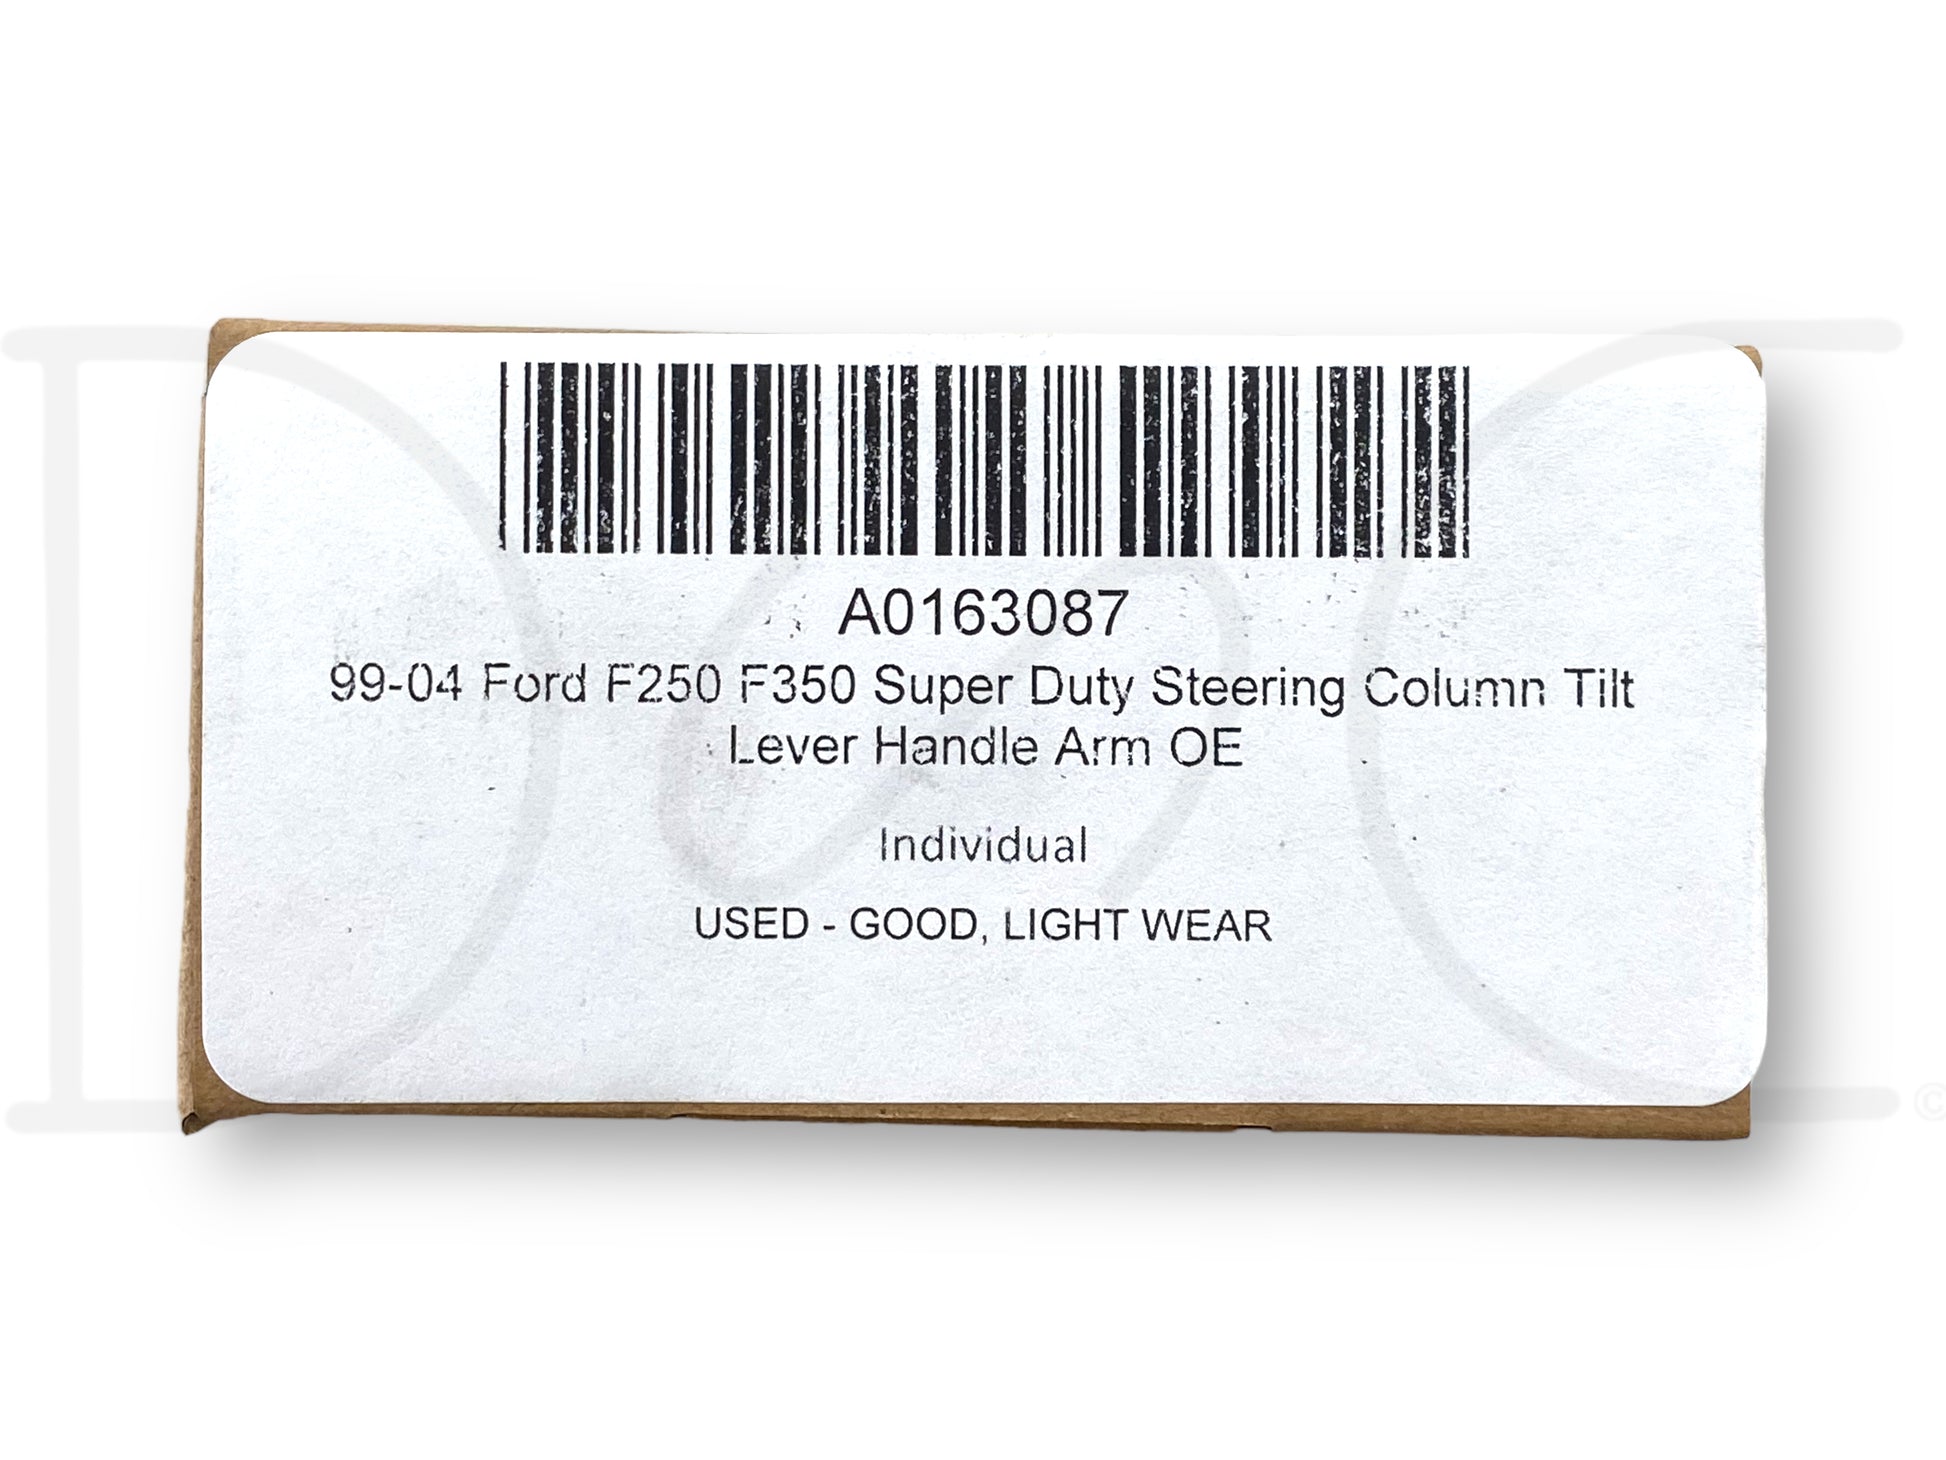 A0163087
99-04 Ford F250 F350 Super Duty Steering Column Tilt
Lever Handle Arm OE
Individual
USED - GOOD, LIGHT WEAR
©